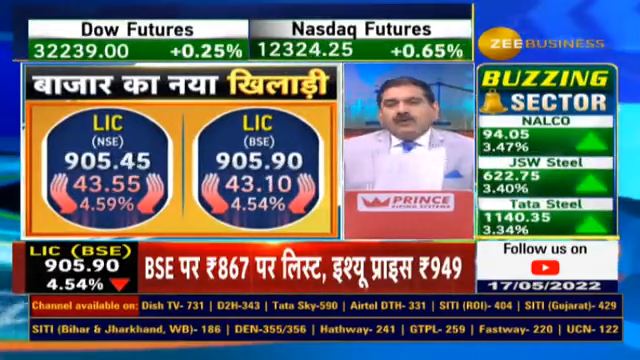 Dow Futures
32239.00 +0.25%
Nasdaq Futures
12324.25 +0.65%
ZEE BUSINESS
बाजार का नया खिलाड़ी
LIC
(NSE)
905.45
43.55
4.59%
LIC
(BSE)
905.90
43.10
4.54%
PRINCE
PIPING SYSTEMS
BUZZING
SECTOR
NALCO
94.05
3.47%
JSW Steel
622.75
3.40%
Tata Steel
1140.35
3.34%
LIC (BSE)
905.90
4.54%
BSE पर ₹867 पर लिस्ट, इश्यू प्राइस ₹949
Follow us on
17/05/2022
Channel available on: Dish TV- 731 | D2H-343 | Tata Sky-590 | Airtel DTH- 331 | SITI (ROI)- 404 | SITI (Gujarat)- 429
SITI (Bihar & Jharkhand, WB)- 186 | DEN-355/356 | Hathway- 241 | GTPL- 259 | Fastway- 220 | UCN- 122